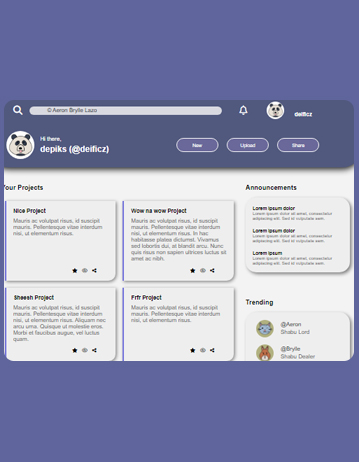 © Aeron Brylle Lazo
deificz
Hi there,
depiks (@deificz)
New
Upload
Share
Your Projects
Nice Project
Mauris ac volutpat risus, id suscipit
mauris. Pellentesque vitae interdum
nisi, ut elementum risus.
Wow na wow Project
Mauris ac volutpat risus, id suscipit
mauris. Pellentesque vitae interdum
nisi, ut elementum risus. In hac
habitasse platea dictumst. Vivamus
sed lobortis dui, at blandit arcu. Nunc
quis risus non sapien ultrices luctus sit
amet ac nibh.
Sheesh Project
Mauris ac volutpat risus, id suscipit
mauris. Pellentesque vitae interdum
nisi, ut elementum risus. Aliquam nec
arcu urna. Quisque ut molestie eros.
Morbi et faucibus augue, vel luctus
quam.
Frfr Project
Mauris ac volutpat risus, id suscipit
mauris. Pellentesque vitae interdum
nisi, ut elementum risus.
Announcements
Lorem ipsum dolor
Lorem ipsum dolor sit amet, consectetur
adipiscing elit. Sed ut vulputate sem.
Lorem ipsum dolor
Lorem ipsum dolor sit amet, consectetur
adipiscing elit. Sed ut vulputate sem.
Lorem ipsum
Lorem ipsum dolor sit amet, consectetur
adipiscing elit. Sed ut vulputate sem.
Trending
@Aeron
Shabu Lord
@Brylle
Shabu Dealer